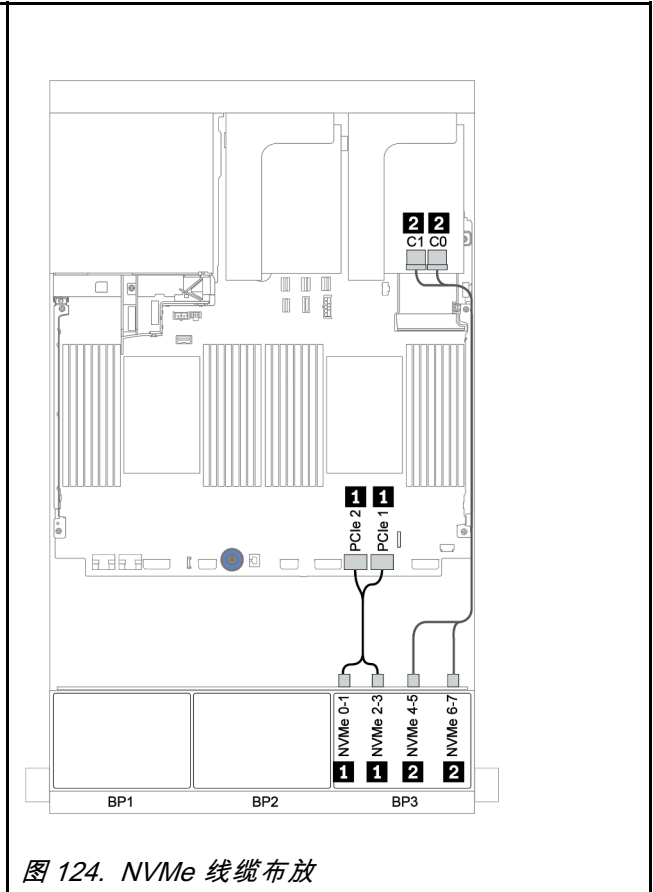 2 2
C1 C0
1 1
PCIe 2
PCIe 1
NVMe 0-1
NVMe 2-3
NVMe 4-5
NVMe 6-7
1 1 2 2
BP1 BP2 BP3
图 124. NVMe 线缆布放